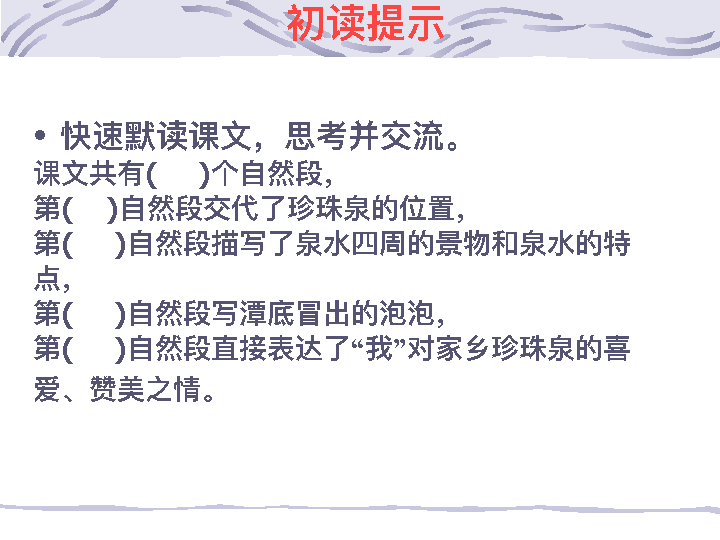 初读提示
• 快速默读课文，思考并交流。
课文共有(    )个自然段，
第(   )自然段交代了珍珠泉的位置，
第(    )自然段描写了泉水四周的景物和泉水的特
点，
第(    )自然段写潭底冒出的泡泡，
第(    )自然段直接表达了“我”对家乡珍珠泉的喜
爱、赞美之情。